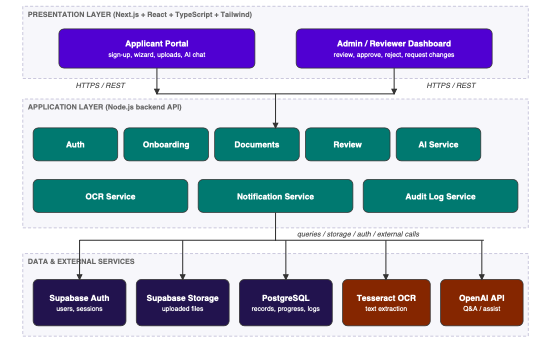 PRESENTATION LAYER (Next.js + React + TypeScript + Tailwind)
Applicant Portal
sign-up, wizard, uploads, AI chat
Admin / Reviewer Dashboard
review, approve, reject, request changes
HTTPS / REST
HTTPS / REST
APPLICATION LAYER (Node.js backend API)
Auth
Onboarding
Documents
Review
AI Service
OCR Service
Notification Service
Audit Log Service
queries / storage / auth / external calls
DATA & EXTERNAL SERVICES
Supabase Auth
users, sessions
Supabase Storage
uploaded files
PostgreSQL
records, progress, logs
Tesseract OCR
text extraction
OpenAI API
Q&A / assist